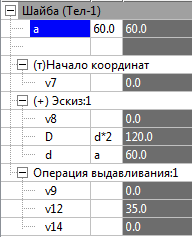 Шайба (Тел-1)
a 60.0 60.0
(т)Начало координат
v7 0.0
(+) Эскиз:1
v8 0.0
D d*2 120.0
d a 60.0
Операция выдавливания:1
v9 0.0
v12 35.0
v14 0.0